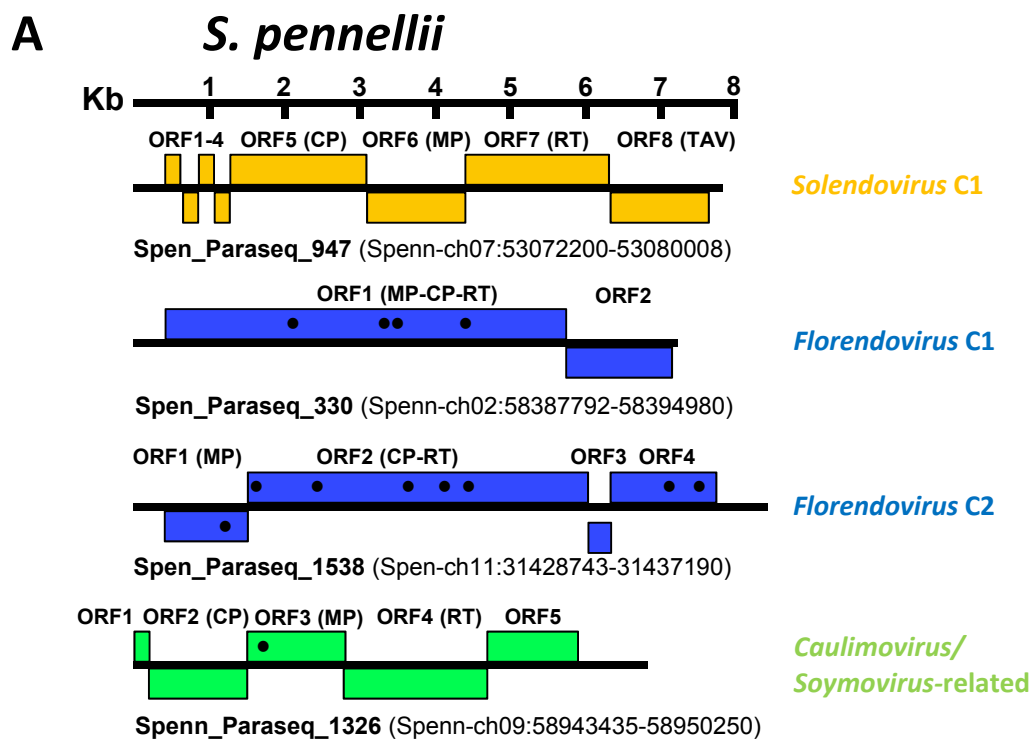 A
S. pennellii
Kb 1 2 3 4 5 6 7 8
ORF1-4 ORF5 (CP) ORF6 (MP) ORF7 (RT) ORF8 (TAV)
Solendovirus C1
Spen_Paraseq_947 (Spenn-ch07:53072200-53080008)
ORF1 (MP-CP-RT) ORF2
Florendovirus C1
Spen_Paraseq_330 (Spenn-ch02:58387792-58394980)
ORF1 (MP) ORF2 (CP-RT) ORF3 ORF4
Florendovirus C2
Spen_Paraseq_1538 (Spen-ch11:31428743-31437190)
ORF1 ORF2 (CP) ORF3 (MP) ORF4 (RT) ORF5
Caulimovirus/
Soymovirus-related
Spenn_Paraseq_1326 (Spenn-ch09:58943435-58950250)